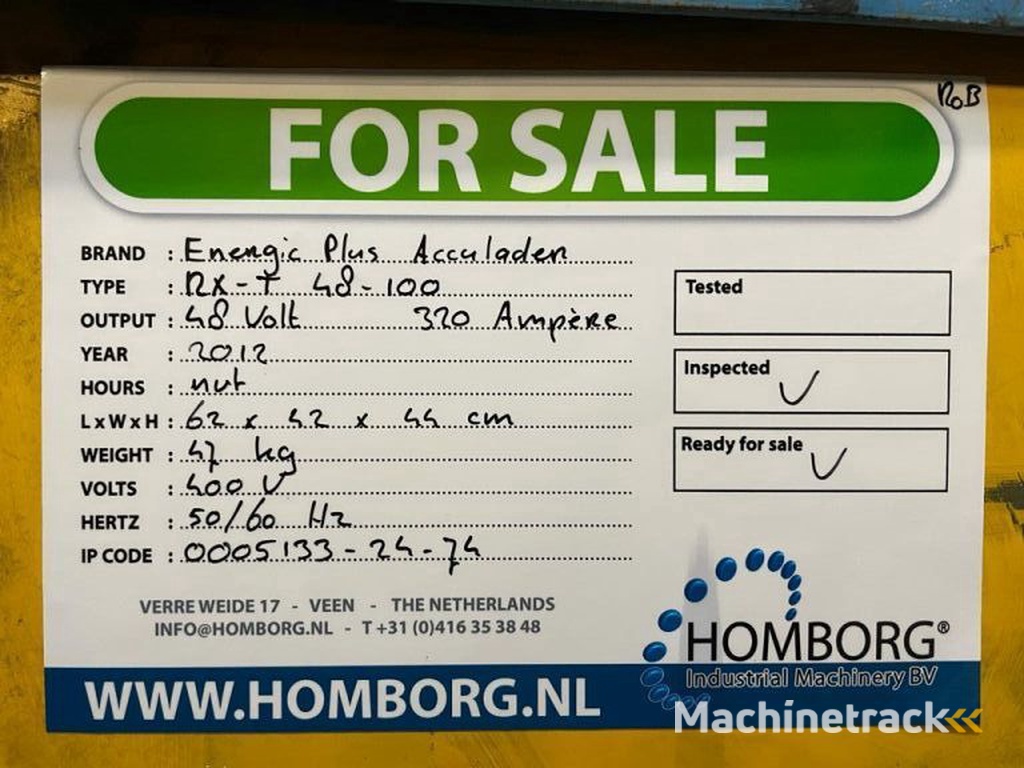 RoB
FOR SALE
BRAND : Energic Plus Acculader
TYPE : RX-T 48-100
OUTPUT : 48 Volt 320 Ampère
YEAR : 2012
HOURS : nvt
L x W x H : 62 x 42 x 44 cm
WEIGHT : 47 kg
VOLTS : 400 V
HERTZ : 50/60 Hz
IP CODE : 0005133-24-74
Tested
Inspected ✓
Ready for sale ✓
VERRE WEIDE 17 - VEEN - THE NETHERLANDS
INFO@HOMBORG.NL - T +31 (0)416 35 38 48
HOMBORG®
Industrial Machinery BV
WWW.HOMBORG.NL
Machinetrack